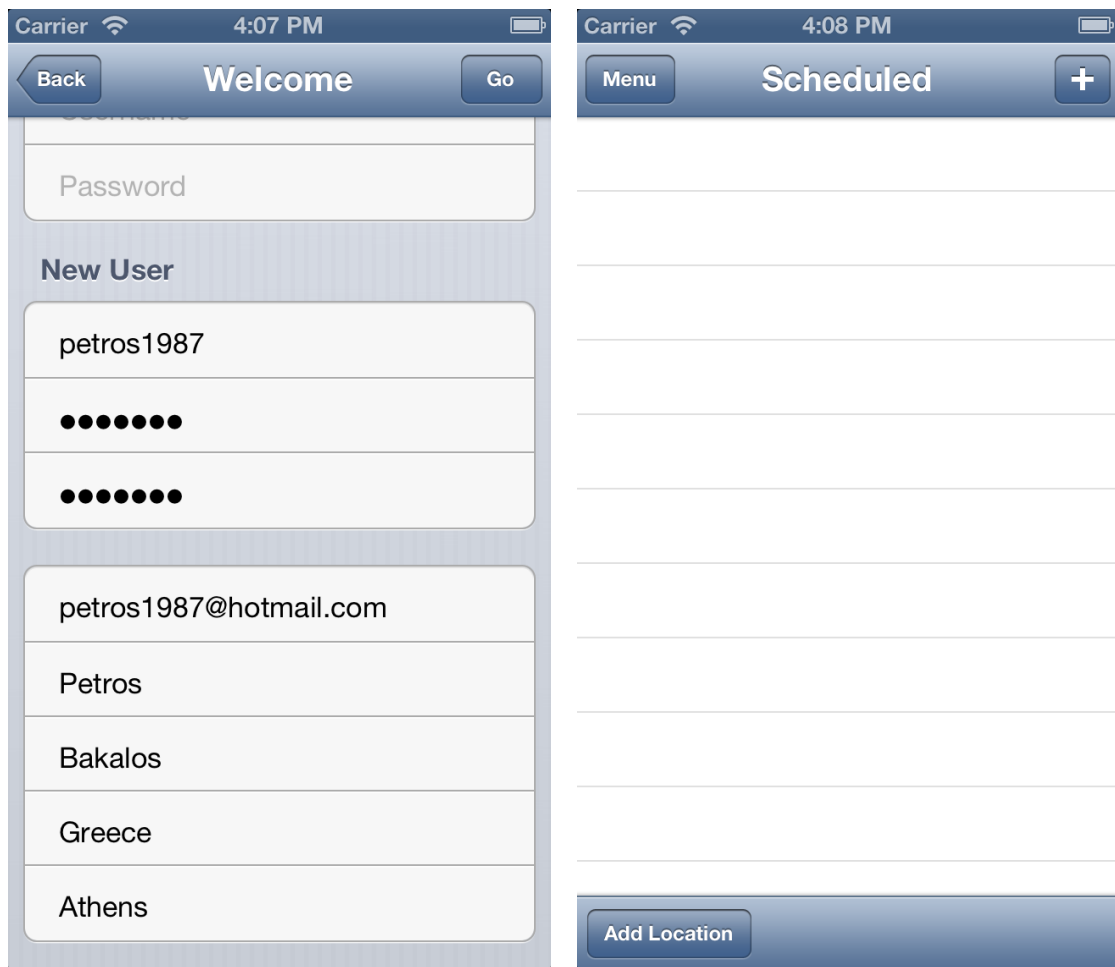 Carrier 4:07 PM
Back Welcome Go
Password
New User
petros1987
●●●●●●●
●●●●●●●
petros1987@hotmail.com
Petros
Bakalos
Greece
Athens
Carrier 4:08 PM
Menu Scheduled +
Add Location